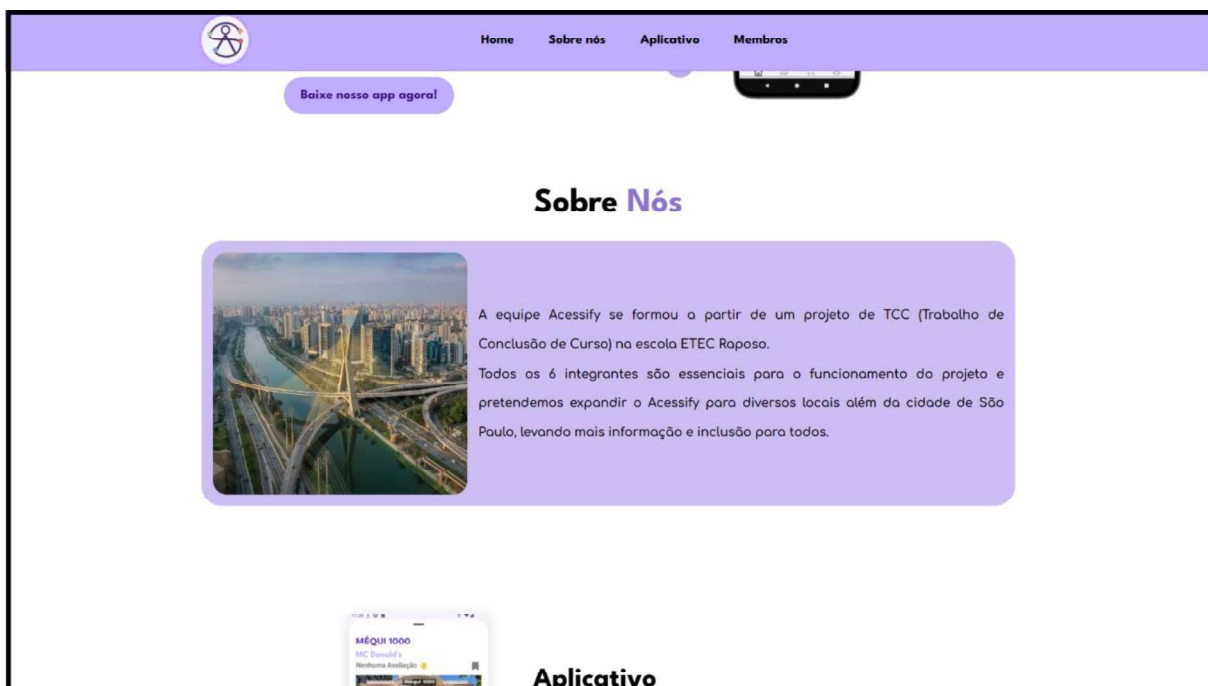 Home Sobre nós Aplicativo Membros
Baixe nosso app agora!
Sobre Nós
A equipe Acessify se formou a partir de um projeto de TCC (Trabalho de
Conclusão de Curso) na escola ETEC Raposo.
Todos os 6 integrantes são essenciais para o funcionamento do projeto e
pretendemos expandir o Acessify para diversos locais além da cidade de São
Paulo, levando mais informação e inclusão para todos.
MÉQUI 1000
MC Donald's
Nenhuma Avaliação
Méqui 1000
Aplicativo